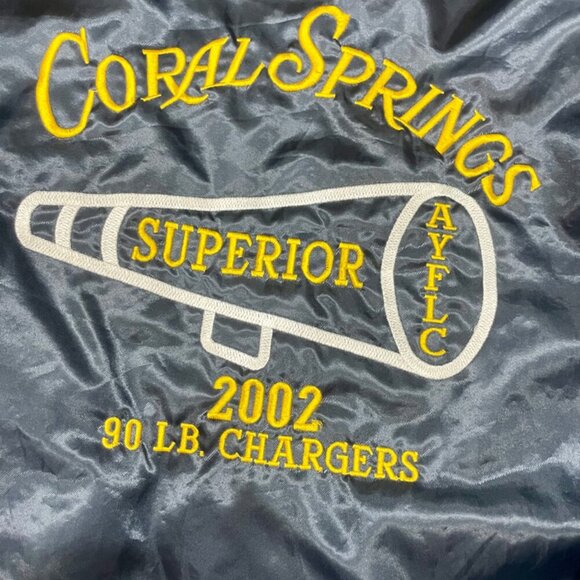 CORAL SPRINGS
SUPERIOR
AYFLC
2002
90 LB. CHARGERS